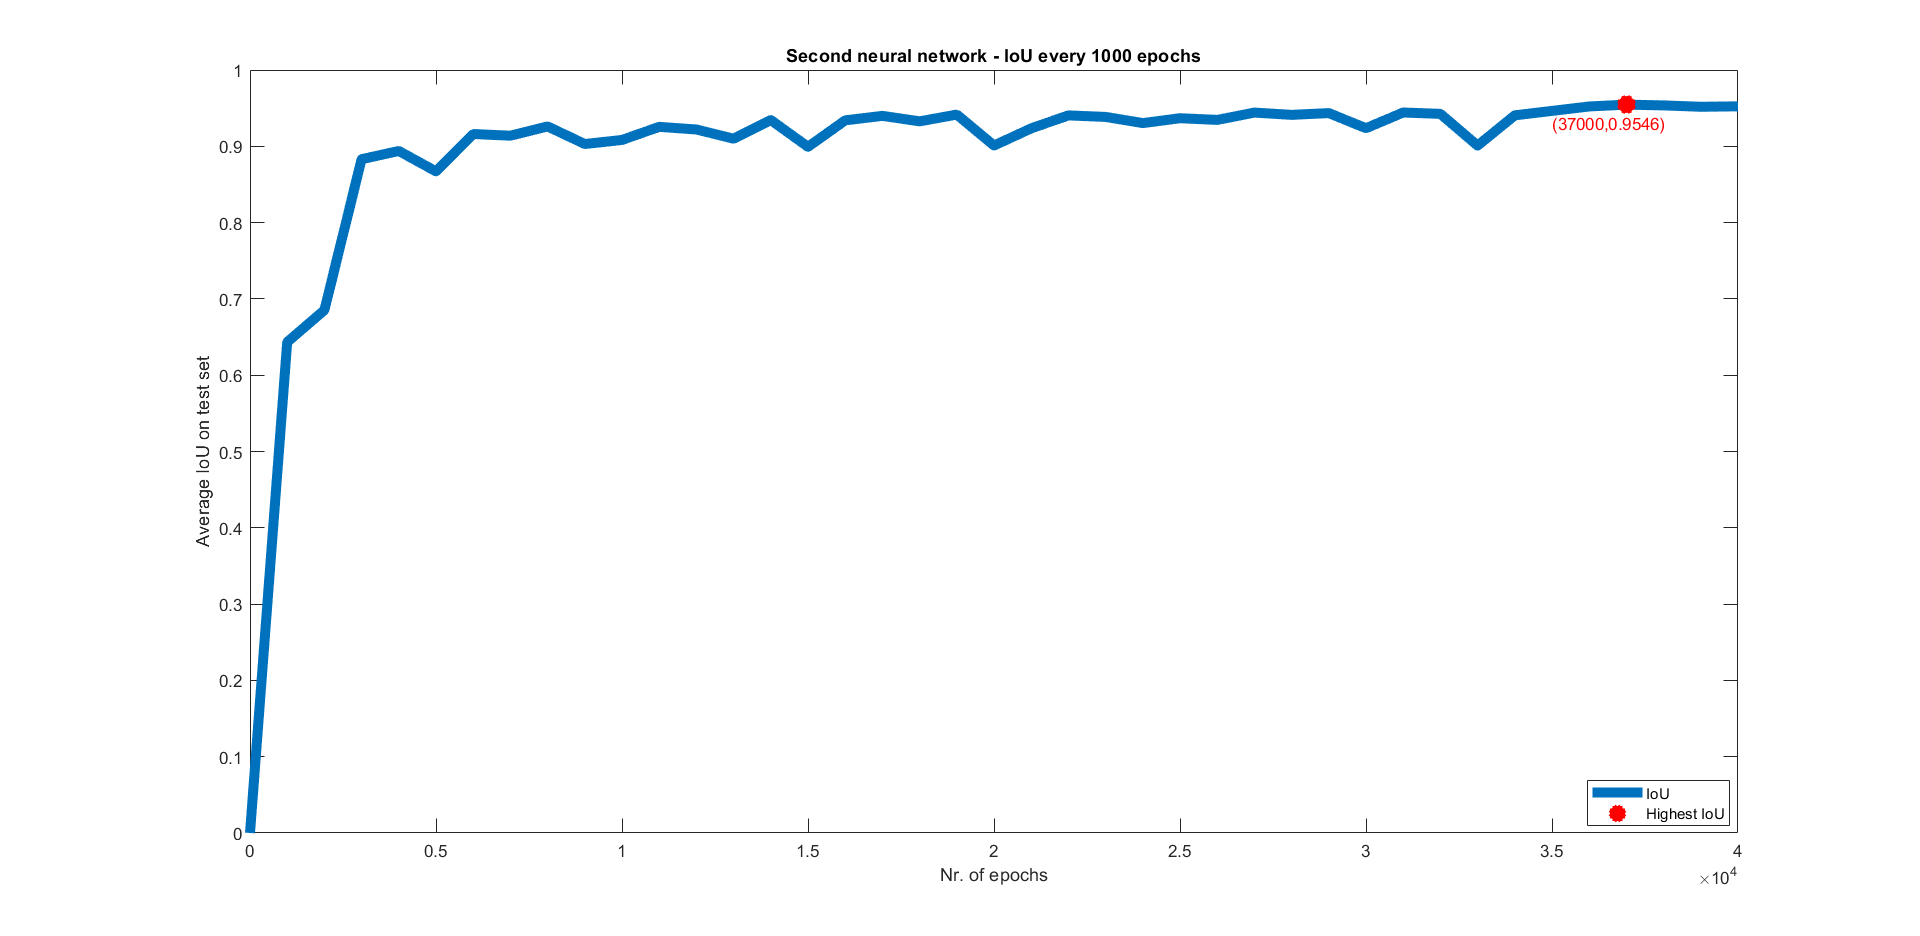 Second neural network - IoU every 1000 epochs
1
0.9
0.8
0.7
0.6
0.5
0.4
0.3
0.2
0.1
0
Average IoU on test set
(37000,0.9546)
IoU
Highest IoU
0 0.5 1 1.5 2 2.5 3 3.5 4
Nr. of epochs
×10⁴